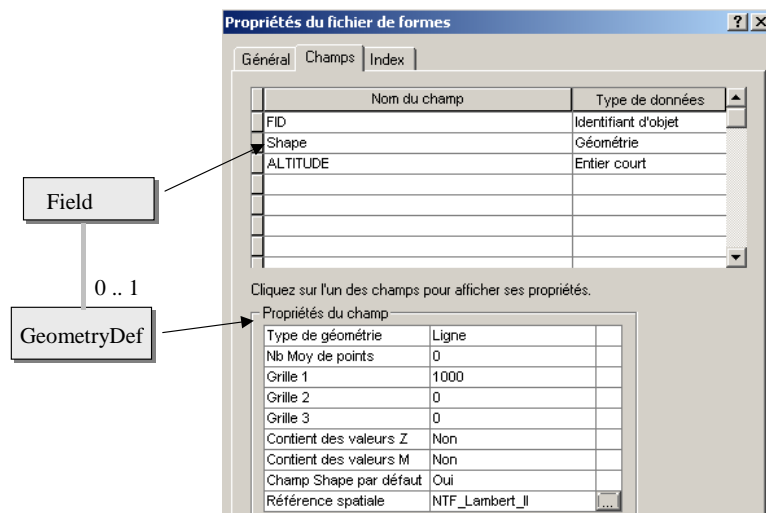 Propriétés du fichier de formes
Général Champs Index
Nom du champ Type de données
FID Identifiant d'objet
Shape Géométrie
ALTITUDE Entier court
Field
0 .. 1
GeometryDef
Cliquez sur l'un des champs pour afficher ses propriétés.
Propriétés du champ
Type de géométrie Ligne
Nb Moy de points 0
Grille 1 1000
Grille 2 0
Grille 3 0
Contient des valeurs Z Non
Contient des valeurs M Non
Champ Shape par défaut Oui
Référence spatiale NTF_Lambert_II ...